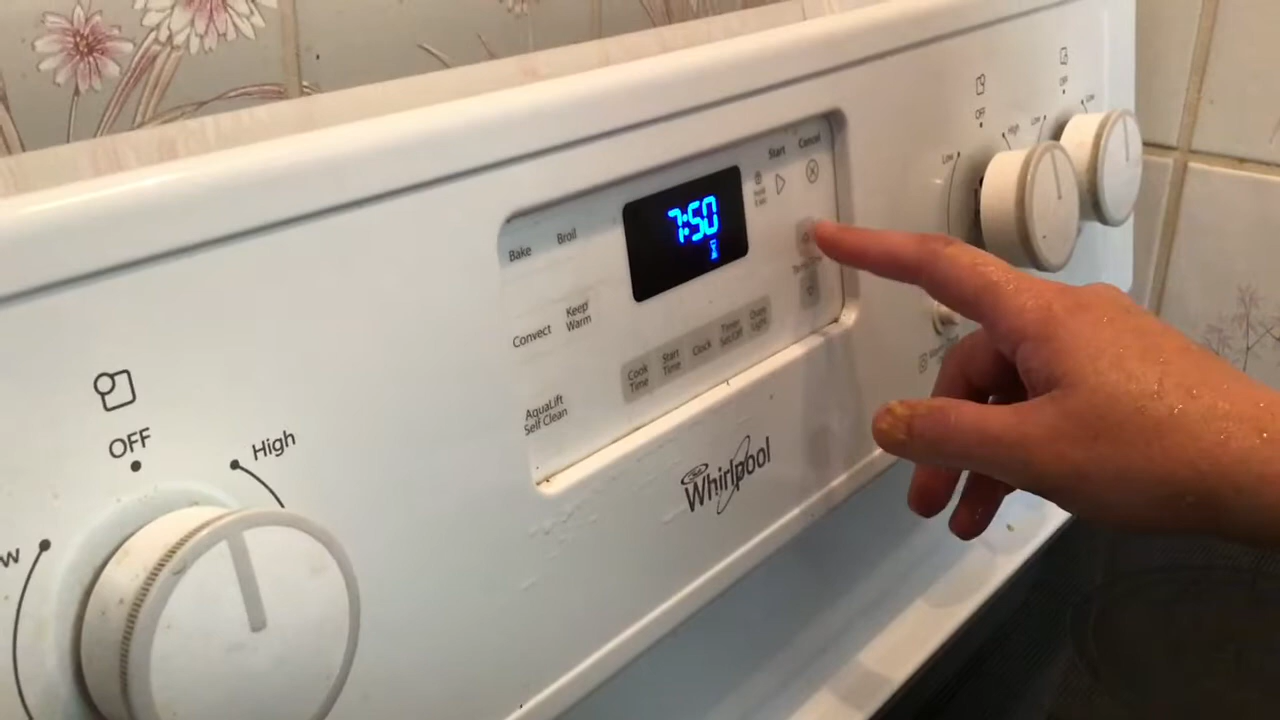 7:50
Start
Cancel
Bake
Broil
Convect
Keep
Warm
AquaLift
Self Clean
Cook
Time
Start
Time
Clock
Timer
Set/Off
Oven
Light
Whirlpool
OFF
High
OFF
High
Low
OFF
Low